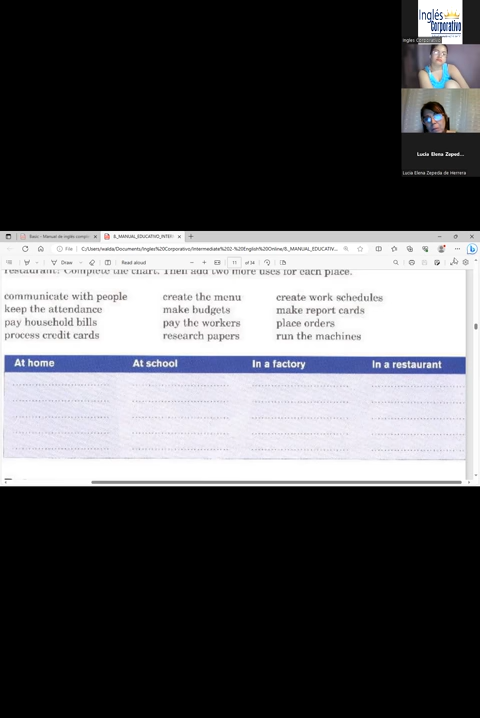 Inglés
Corporativo
Inglés Corporativo
Lucia Elena Zeped...
Lucia Elena Zepeda de Herrera
Basic - Manual de inglés compl
B_MANUAL_EDUCATIVO_INTER
File
C:/Users/walda/Documents/Ingles%20Corporativo/Intermediate%202-%20English%20Online/B_MANUAL_EDUCATIV...
Draw
Read aloud
11
of 34
restaurant? Complete the chart. Then add two more uses for each place.
communicate with people
create the menu
create work schedules
keep the attendance
make budgets
make report cards
pay household bills
pay the workers
place orders
process credit cards
research papers
run the machines
At home
At school
In a factory
In a restaurant